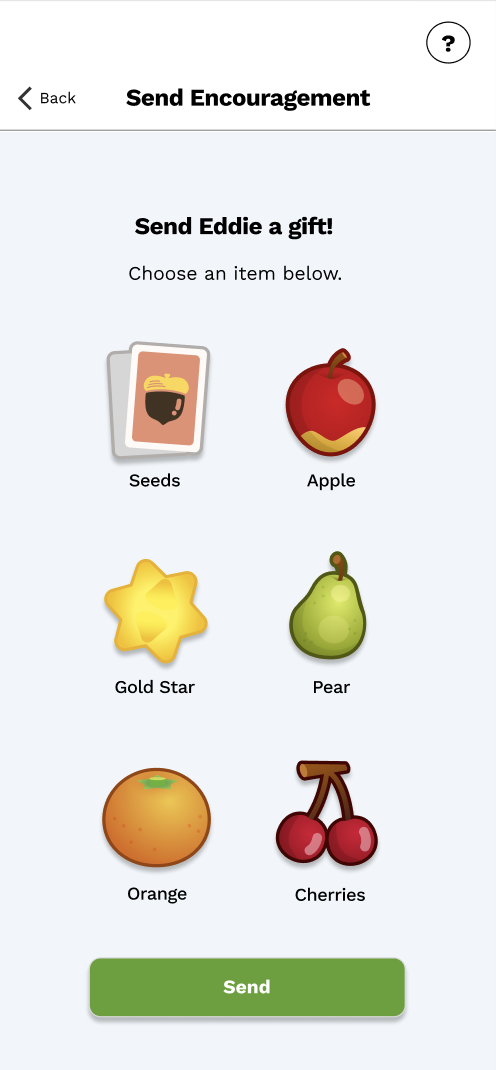 ?
Back
Send Encouragement
Send Eddie a gift!
Choose an item below.
Seeds
Apple
Gold Star
Pear
Orange
Cherries
Send